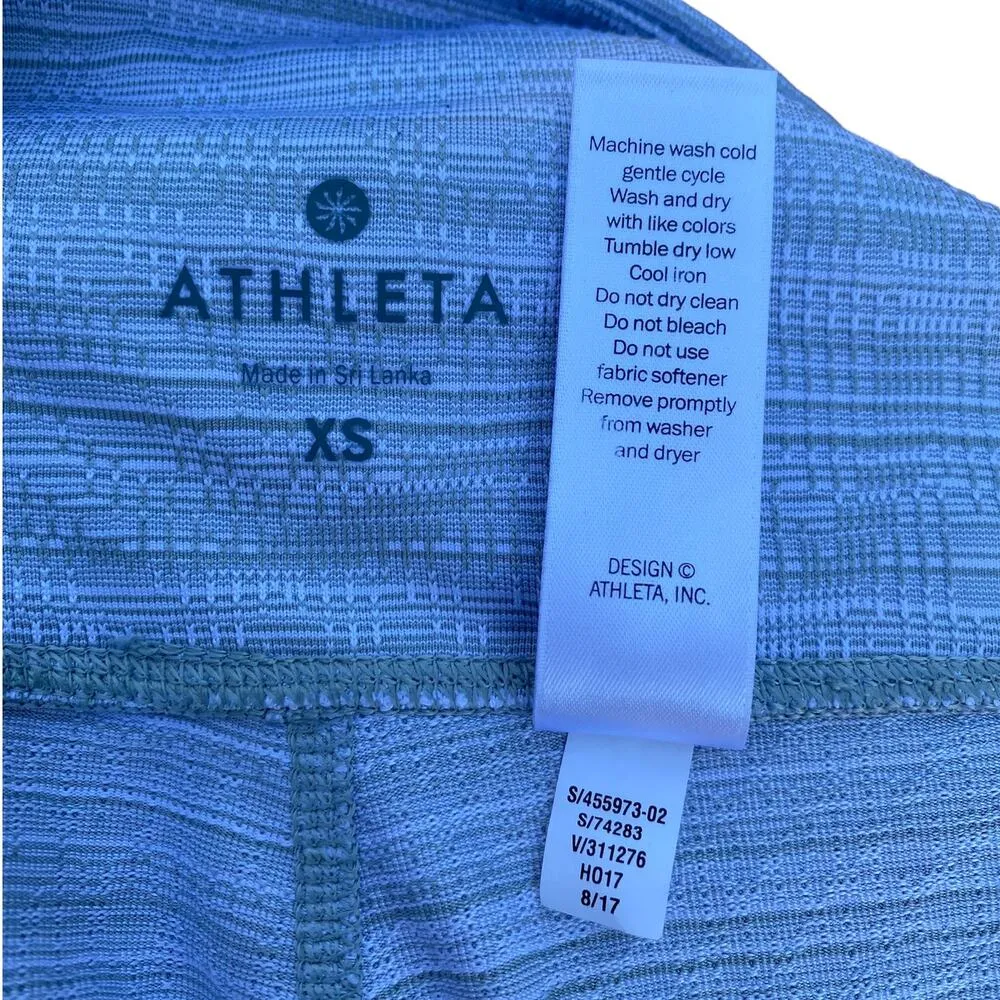 ATHLETA
Made in Sri Lanka
XS
Machine wash cold
gentle cycle
Wash and dry
with like colors
Tumble dry low
Cool iron
Do not dry clean
Do not bleach
Do not use
fabric softener
Remove promptly
from washer
and dryer
DESIGN ©
ATHLETA, INC.
S/455973-02
S/74283
V/311276
HO17
8/17